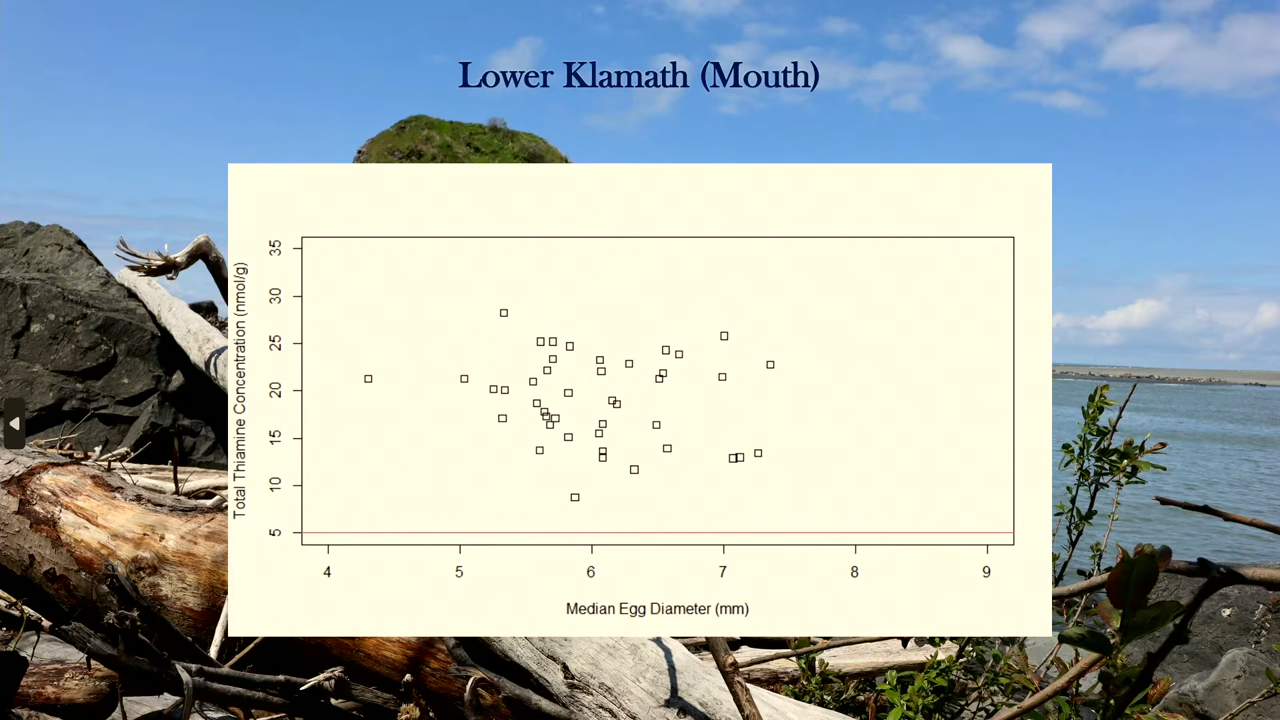 Lower Klamath (Mouth)
Total Thiamine Concentration (nmol/g)
35
30
25
20
15
10
5
4 5 6 7 8 9
Median Egg Diameter (mm)